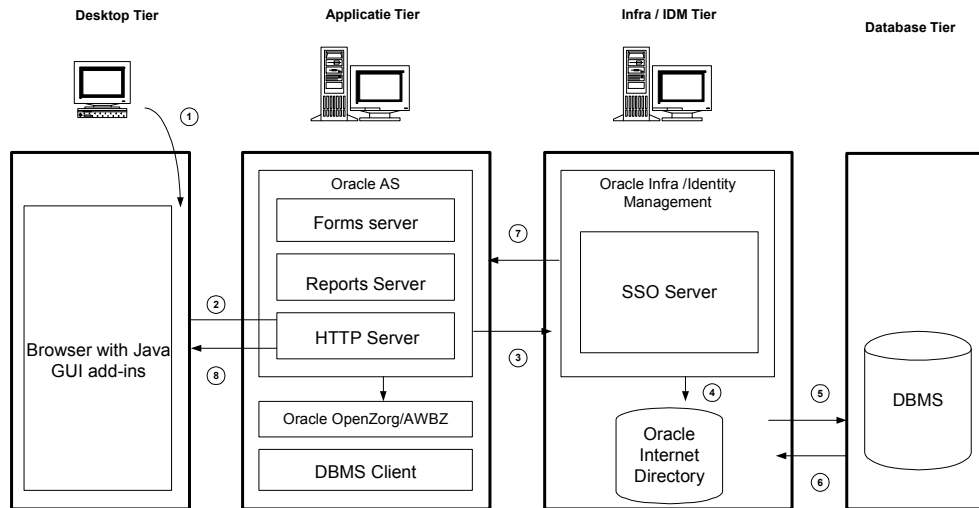 Desktop Tier
Applicatie Tier
Infra / IDM Tier
Database Tier
1
Oracle AS
Forms server
Reports Server
HTTP Server
Oracle OpenZorg/AWBZ
DBMS Client
Browser with Java
GUI add-ins
2
8
7
3
Oracle Infra /Identity
Management
SSO Server
4
Oracle
Internet
Directory
5
6
DBMS